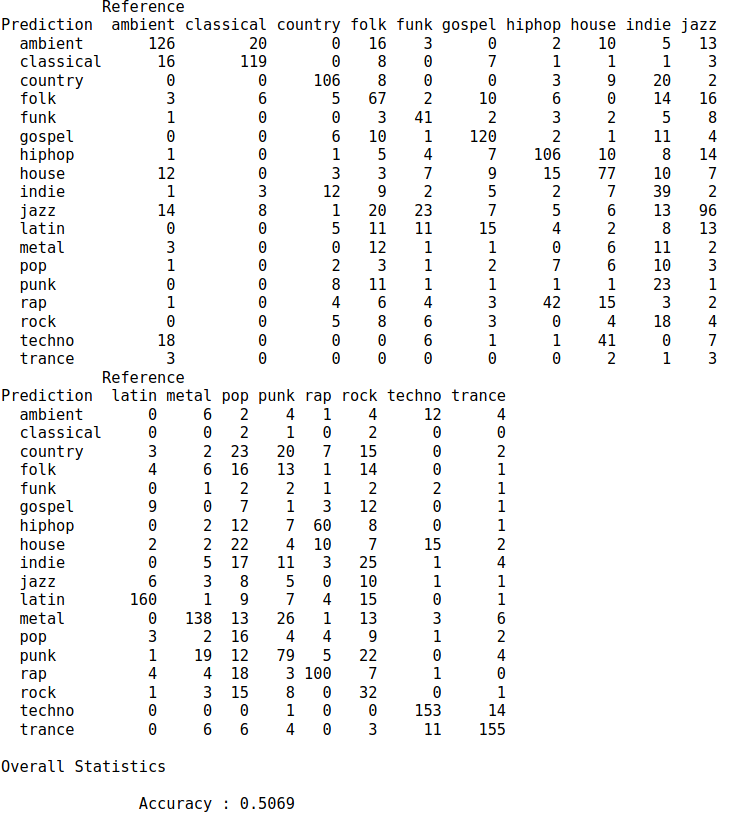 Reference
Prediction ambient classical country folk funk gospel hiphop house indie jazz
ambient 126 20 0 16 3 0 2 10 5 13
classical 16 119 0 8 0 7 1 1 1 3
country 0 0 106 8 0 0 3 9 20 2
folk 3 6 5 67 2 10 6 0 14 16
funk 1 0 0 3 41 2 3 2 5 8
gospel 0 0 6 10 1 120 2 1 11 4
hiphop 1 0 1 5 4 7 106 10 8 14
house 12 0 3 3 7 9 15 77 10 7
indie 1 3 12 9 2 5 2 7 39 2
jazz 14 8 1 20 23 7 5 6 13 96
latin 0 0 5 11 11 15 4 2 8 13
metal 3 0 0 12 1 1 0 6 11 2
pop 1 0 2 3 1 2 7 6 10 3
punk 0 0 8 11 1 1 1 1 23 1
rap 1 0 4 6 4 3 42 15 3 2
rock 0 0 5 8 6 3 0 4 18 4
techno 18 0 0 0 6 1 1 41 0 7
trance 3 0 0 0 0 0 0 2 1 3
Reference
Prediction latin metal pop punk rap rock techno trance
ambient 0 6 2 4 1 4 12 4
classical 0 0 2 1 0 2 0 0
country 3 2 23 20 7 15 0 2
folk 4 6 16 13 1 14 0 1
funk 0 1 2 2 1 2 2 1
gospel 9 0 7 1 3 12 0 1
hiphop 0 2 12 7 60 8 0 1
house 2 2 22 4 10 7 15 2
indie 0 5 17 11 3 25 1 4
jazz 6 3 8 5 0 10 1 1
latin 160 1 9 7 4 15 0 1
metal 0 138 13 26 1 13 3 6
pop 3 2 16 4 4 9 1 2
punk 1 19 12 79 5 22 0 4
rap 4 4 18 3 100 7 1 0
rock 1 3 15 8 0 32 0 1
techno 0 0 0 1 0 0 153 14
trance 0 6 6 4 0 3 11 155
Overall Statistics
Accuracy : 0.5069